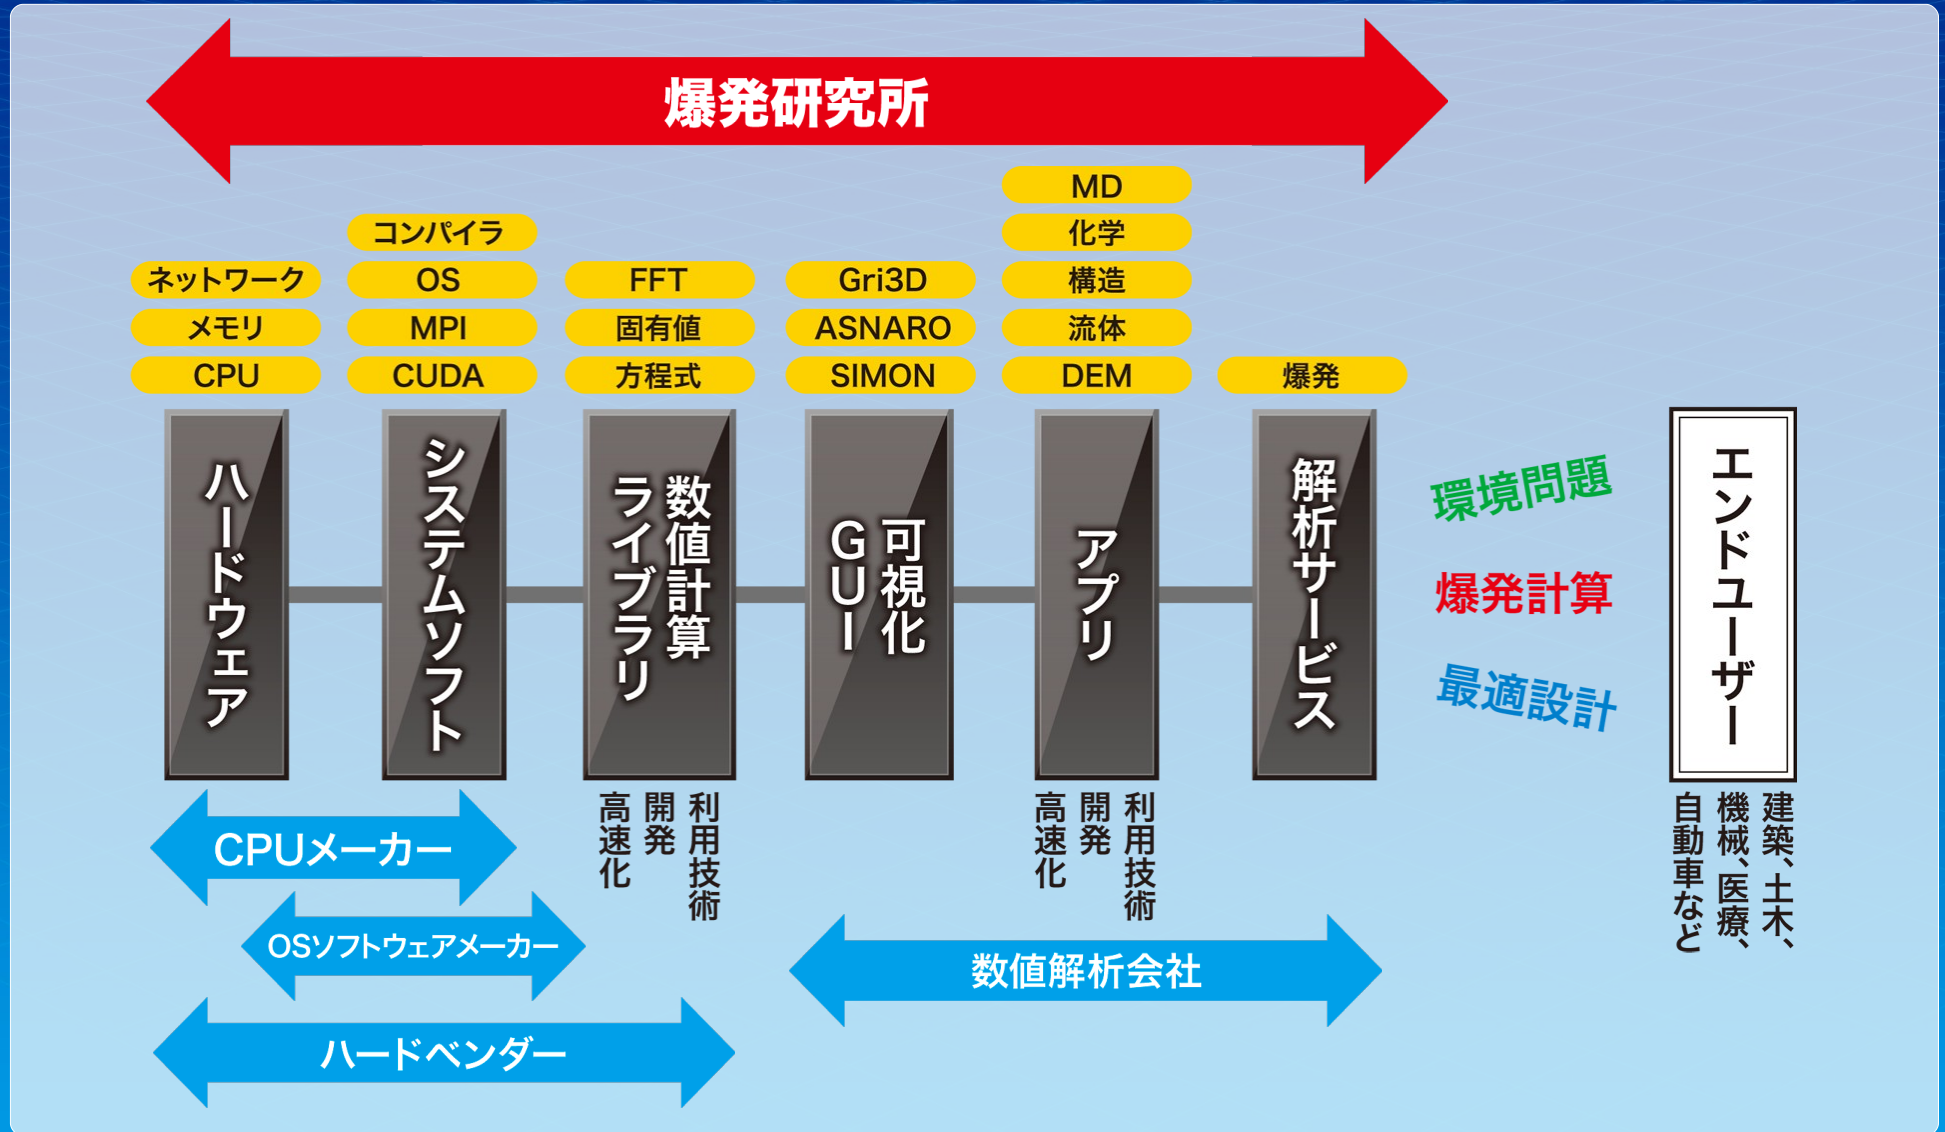 爆発研究所
ネットワーク
メモリ
CPU
ハードウェア
コンパイラ
OS
MPI
CUDA
システムソフト
FFT
固有値
方程式
数値計算
ライブラリ
利用技術
開発
高速化
Gri3D
ASNARO
SIMON
可視化
GUI
MD
化学
構造
流体
DEM
アプリ
利用技術
開発
高速化
爆発
解析サービス
環境問題
爆発計算
最適設計
エンドユーザー
建築、土木、
機械、医療、
自動車など
CPUメーカー
OSソフトウェアメーカー
ハードベンダー
数値解析会社